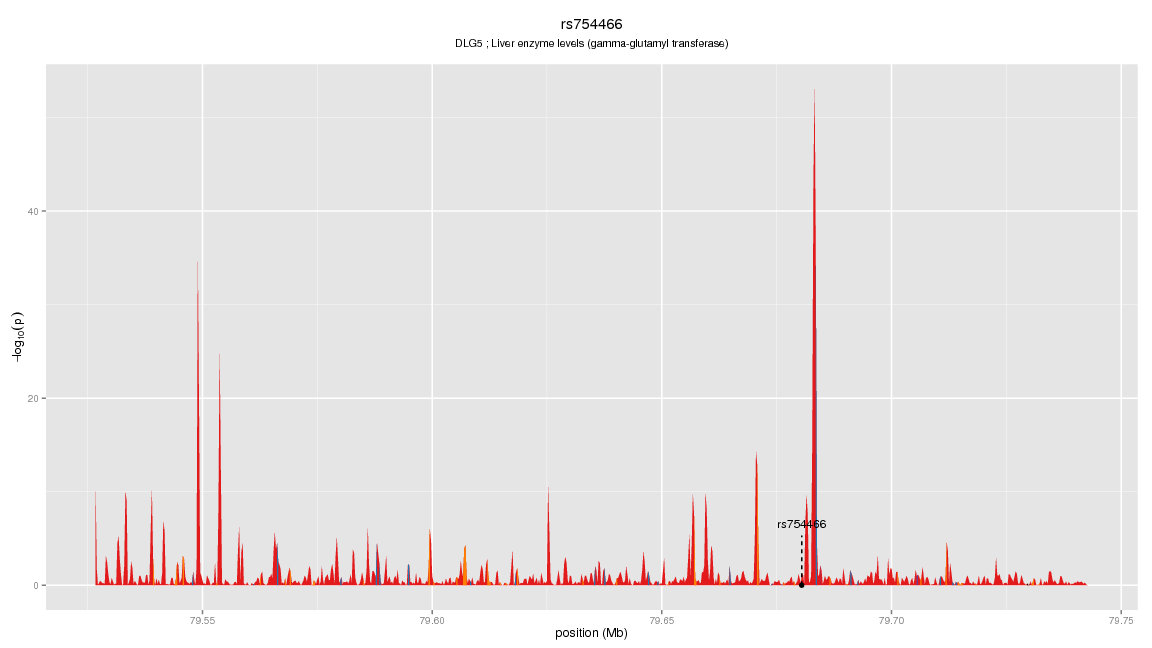 rs754466
DLG5 ; Liver enzyme levels (gamma-glutamyl transferase)
−log10(p)
40
20
0
rs754466
79.55 79.60 79.65 79.70 79.75
position (Mb)